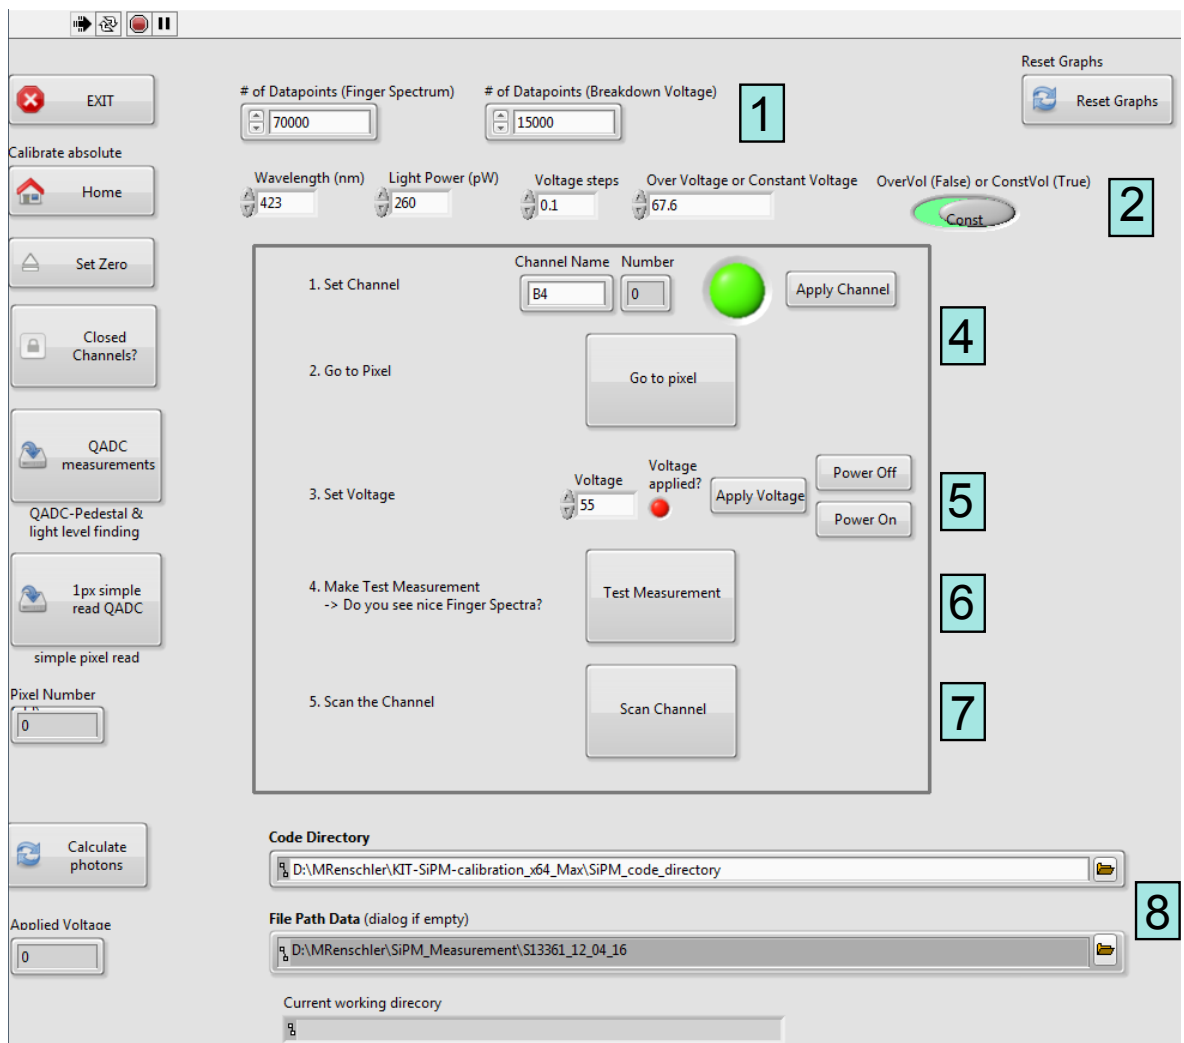 Reset Graphs
EXIT
# of Datapoints (Finger Spectrum)
# of Datapoints (Breakdown Voltage)
1
Reset Graphs
70000
15000
Calibrate absolute
Home
Wavelength (nm)
Light Power (pW)
Voltage steps
Over Voltage or Constant Voltage
OverVol (False) or ConstVol (True)
423
260
0.1
67.6
Const
2
Set Zero
1. Set Channel
Channel Name
Number
B4
0
Apply Channel
Closed
Channels?
4
2. Go to Pixel
Go to pixel
QADC
measurements
QADC-Pedestal &
light level finding
3. Set Voltage
Voltage
55
Voltage
applied?
Apply Voltage
Power Off
Power On
5
1px simple
read QADC
simple pixel read
4. Make Test Measurement
-> Do you see nice Finger Spectra?
Test Measurement
6
Pixel Number
0
5. Scan the Channel
Scan Channel
7
Calculate
photons
Code Directory
D:\MRenschler\KIT-SiPM-calibration_x64_Max\SiPM_code_directory
8
Applied Voltage
0
File Path Data (dialog if empty)
D:\MRenschler\SiPM_Measurement\S13361_12_04_16
Current working direcory